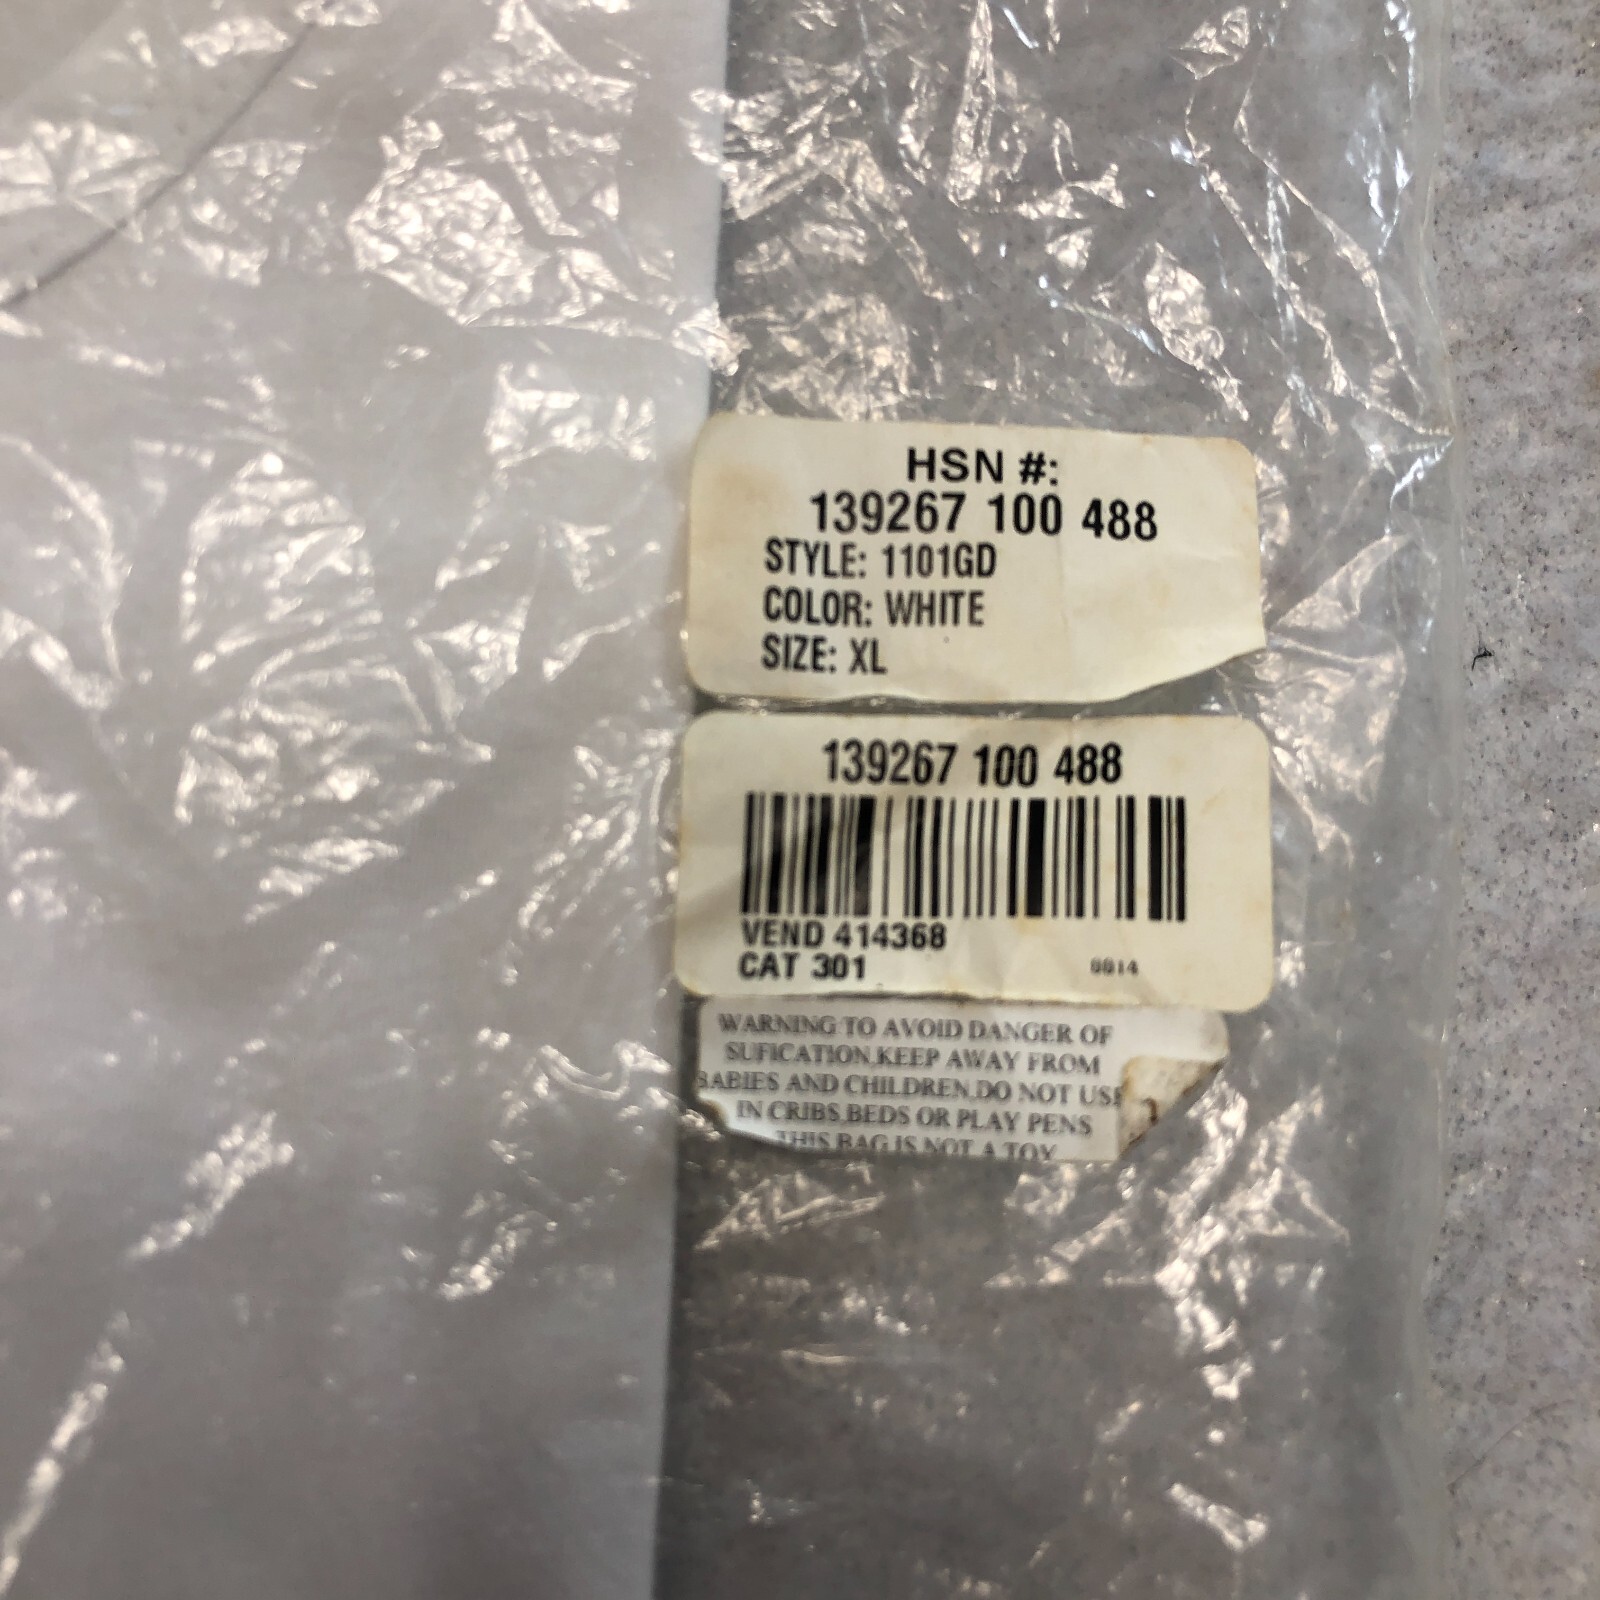 HSN #:
139267 100 488
STYLE: 1101GD
COLOR: WHITE
SIZE: XL
139267 100 488
VEND 414368
CAT 301 0014
WARNING:TO AVOID DANGER OF
SUFICATION,KEEP AWAY FROM
BABIES AND CHILDREN.DO NOT USE
IN CRIBS,BEDS OR PLAY PENS
THIS BAG IS NOT A TOY